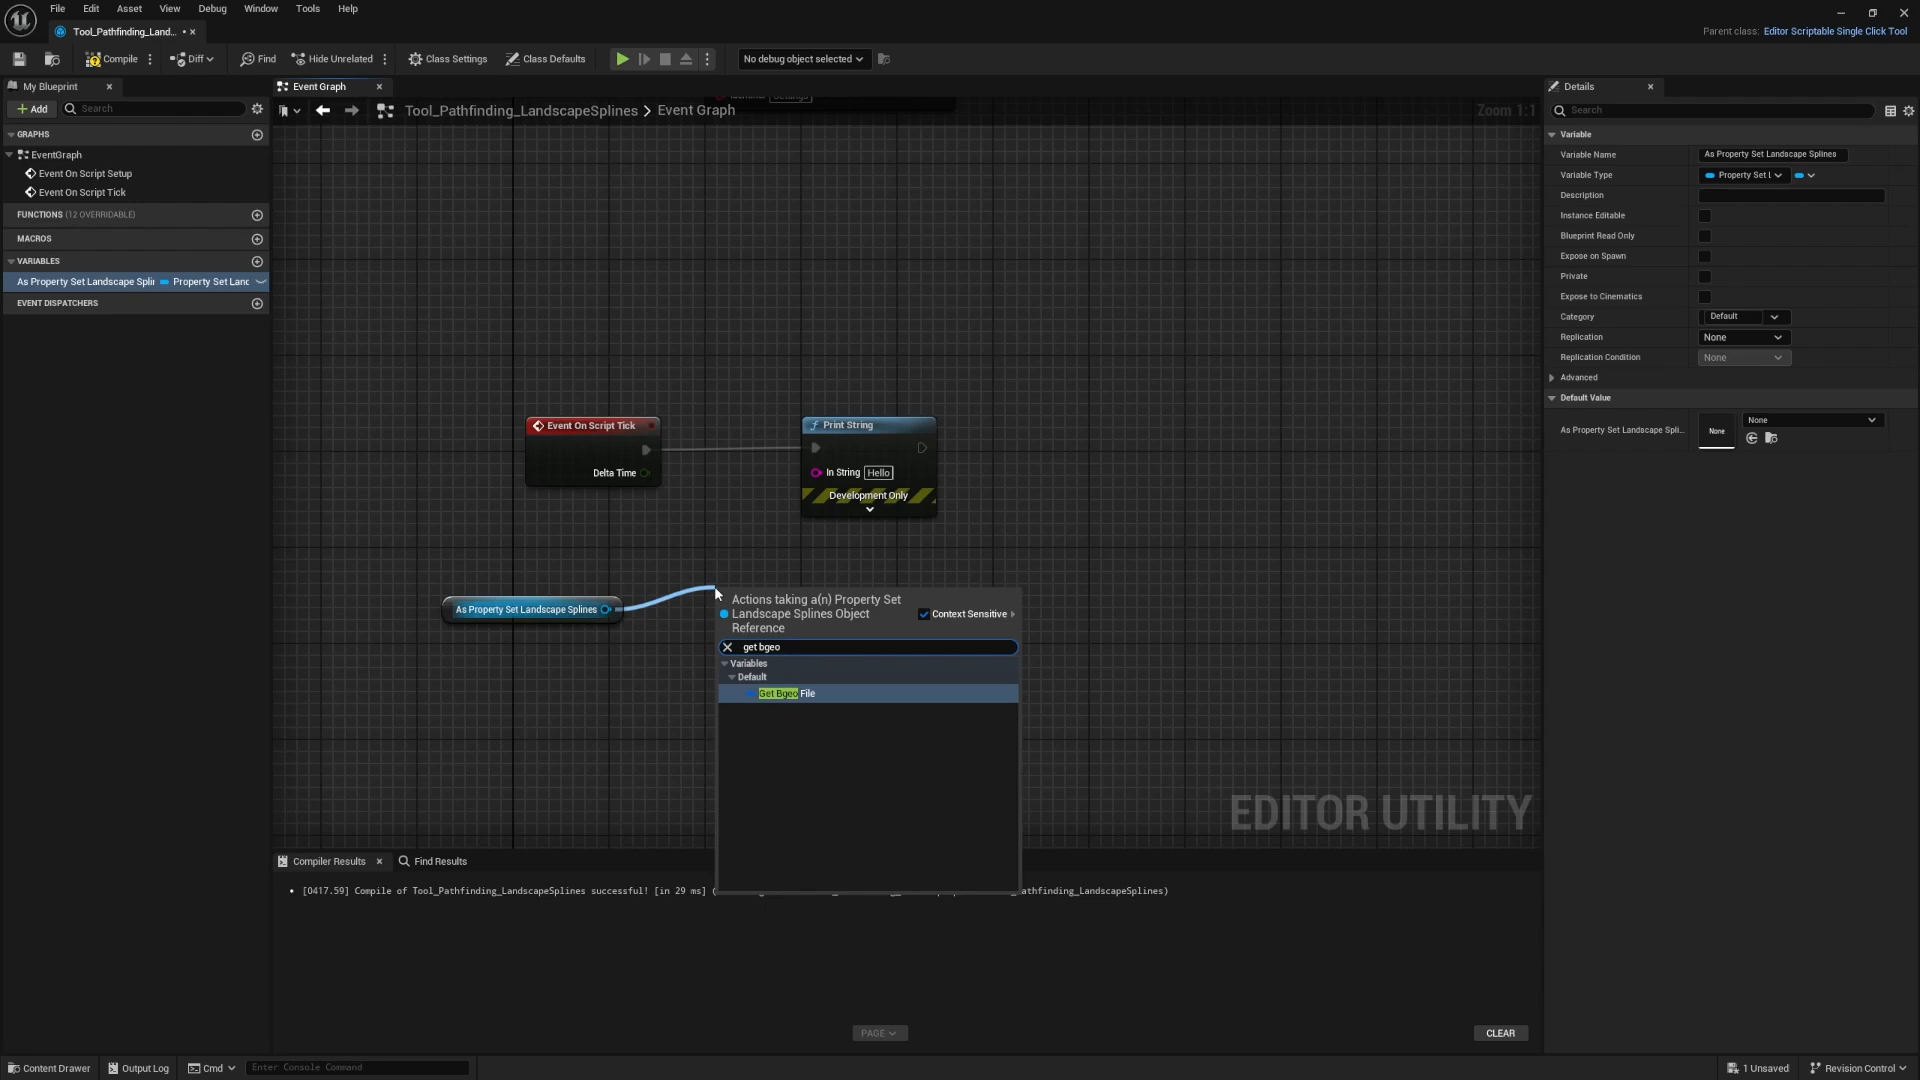 File Edit Asset View Debug Window Tools Help
Tool_Pathfinding_Land...
Parent class: Editor Scriptable Single Click Tool
Compile Diff Find Hide Unrelated Class Settings Class Defaults No debug object selected
My Blueprint
Add Search
GRAPHS
EventGraph
Event On Script Setup
Event On Script Tick
FUNCTIONS (12 OVERRIDABLE)
MACROS
VARIABLES
As Property Set Landscape Splir Property Set Lanc
EVENT DISPATCHERS
Event Graph
Tool_Pathfinding_LandscapeSplines > Event Graph
Zoom 1:1
Event On Script Tick
Delta Time
Print String
In String Hello
Development Only
As Property Set Landscape Splines
Actions taking a(n) Property Set
Landscape Splines Object
Reference
Context Sensitive
get bgeo
Variables
Default
Get Bgeo File
EDITOR UTILITY
Compiler Results Find Results
• [0417.59] Compile of Tool_Pathfinding_LandscapeSplines successful! [in 29 ms] ( athfinding_LandscapeSplines)
PAGE
CLEAR
Details
Search
Variable
Variable Name As Property Set Landscape Splines
Variable Type Property Set L
Description
Instance Editable
Blueprint Read Only
Expose on Spawn
Private
Expose to Cinematics
Category Default
Replication None
Replication Condition None
Advanced
Default Value
As Property Set Landscape Spli... None None
Content Drawer Output Log Cmd Enter Console Command
1 Unsaved Revision Control